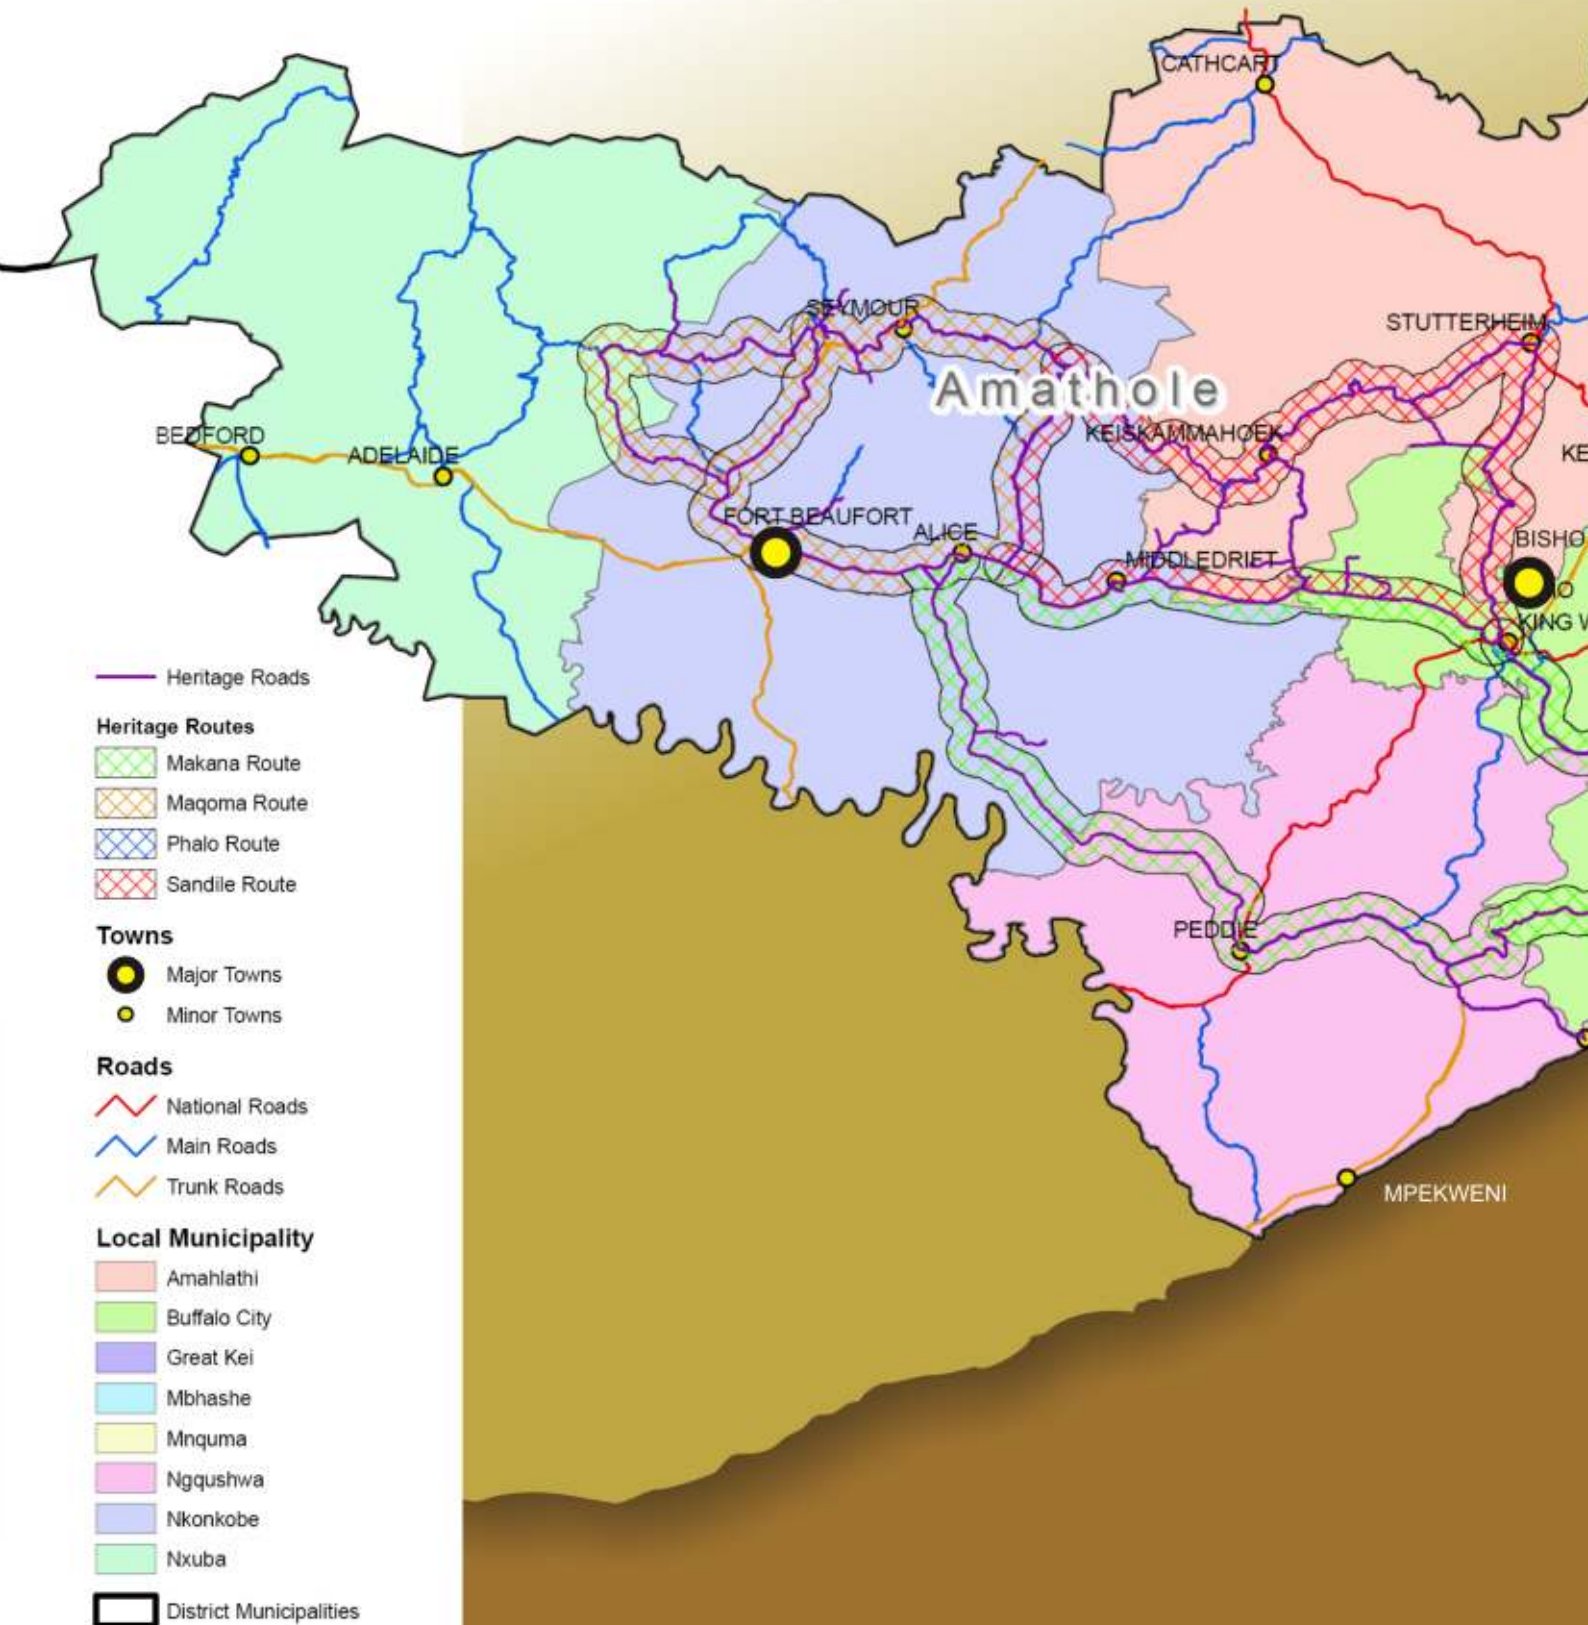 CATHCART
SEYMOUR
STUTTERHEIM
Amathole
BEDFORD
ADELAIDE
KEISKAMMAHOEK
KE
FORT BEAUFORT
ALICE
MIDDLEDRIFT
BISHO
KING W
PEDDIE
MPEKWENI
Heritage Roads
Heritage Routes
Makana Route
Maqoma Route
Phalo Route
Sandile Route
Towns
Major Towns
Minor Towns
Roads
National Roads
Main Roads
Trunk Roads
Local Municipality
Amahlathi
Buffalo City
Great Kei
Mbhashe
Mnquma
Ngqushwa
Nkonkobe
Nxuba
District Municipalities